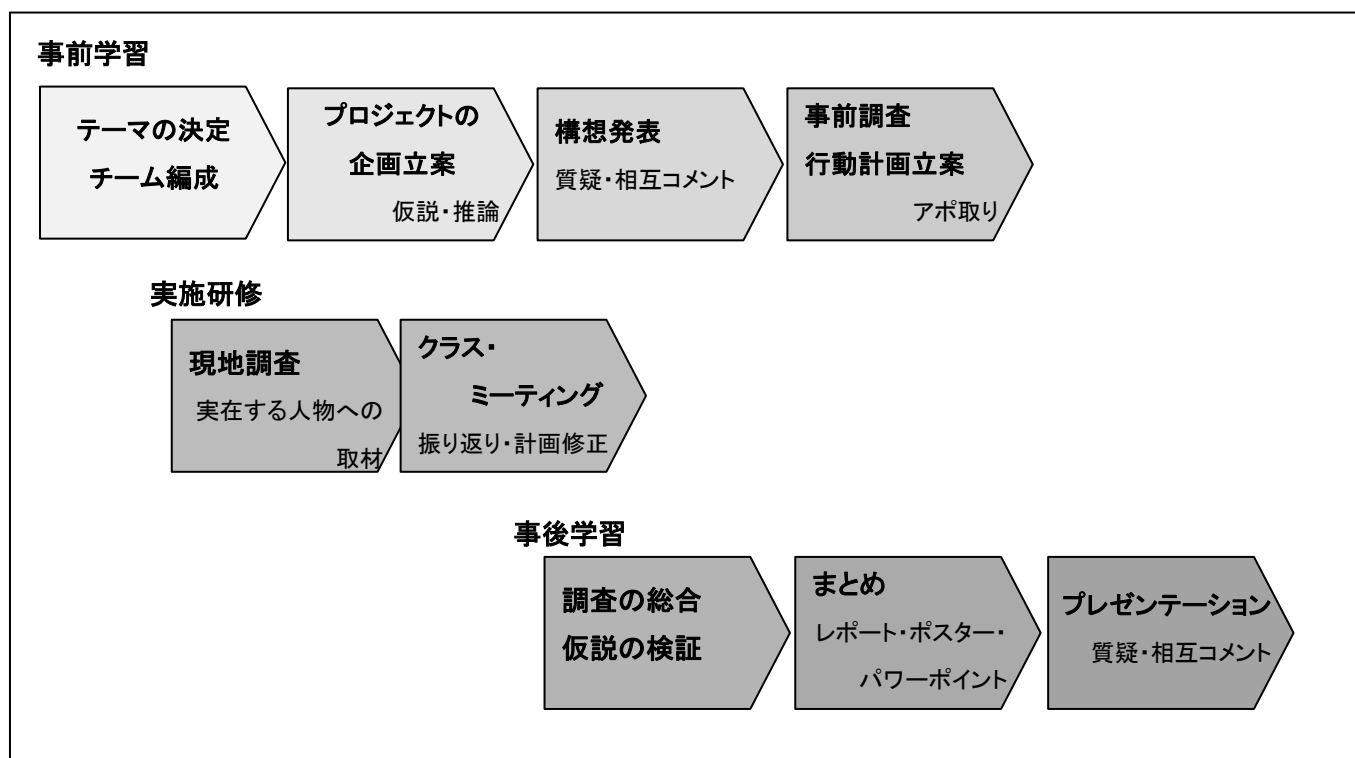 事前学習
テーマの決定
チーム編成
プロジェクトの
企画立案
仮説・推論
構想発表
質疑・相互コメント
事前調査
行動計画立案
アポ取り
実施研修
現地調査
実在する人物への
取材
クラス・
ミーティング
振り返り・計画修正
事後学習
調査の総合
仮説の検証
まとめ
レポート・ポスター・
パワーポイント
プレゼンテーション
質疑・相互コメント